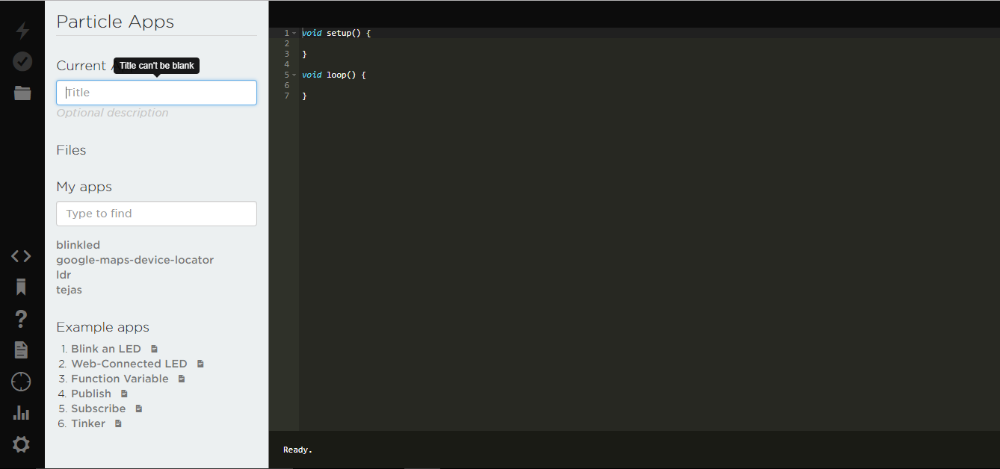 Particle Apps
Current A
Title can't be blank
Title
Optional description
Files
My apps
Type to find
blinkled
google-maps-device-locator
ldr
tejas
Example apps
1. Blink an LED
2. Web-Connected LED
3. Function Variable
4. Publish
5. Subscribe
6. Tinker
1 void setup() {
2
3 }
4
5 void loop() {
6
7 }
Ready.